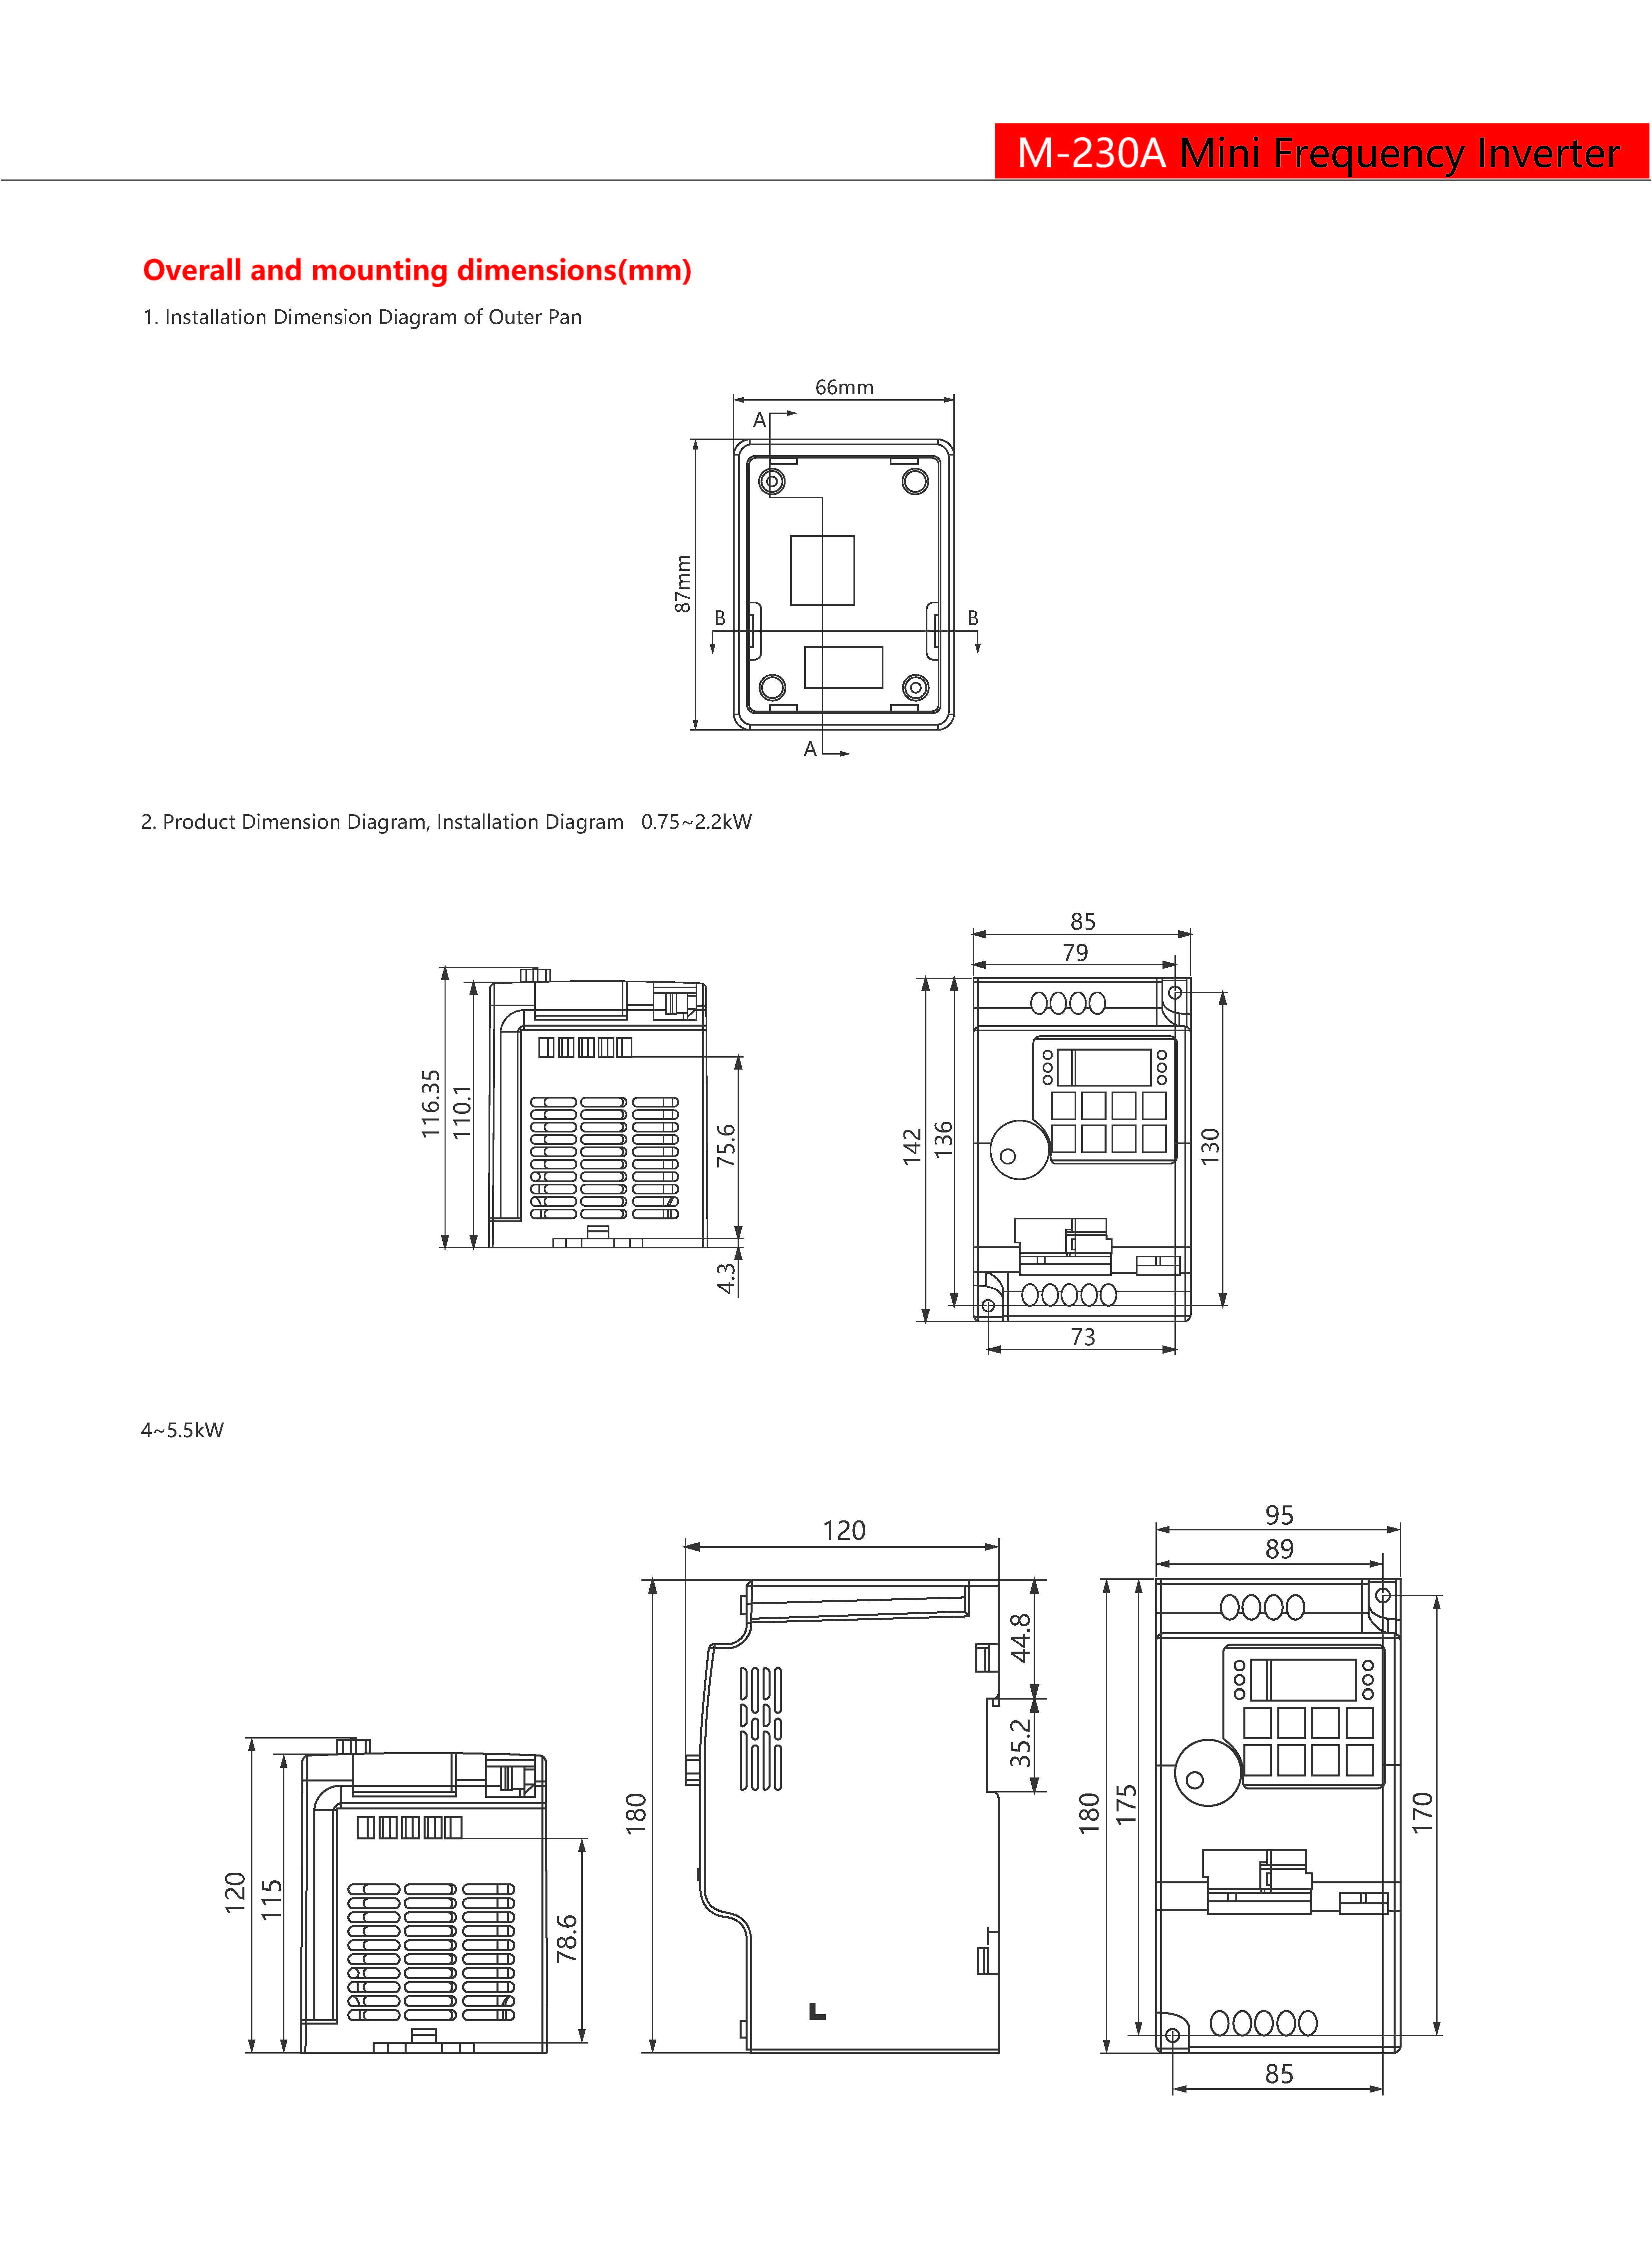 M-230A Mini Frequency Inverter
Overall and mounting dimensions(mm)
1. Installation Dimension Diagram of Outer Pan
66mm
A
87mm
B
B
A
2. Product Dimension Diagram, Installation Diagram 0.75~2.2kW
116.35
110.1
75.6
4.3
85
79
142
136
130
73
4~5.5kW
120
115
78.6
120
180
44.8
35.2
95
89
180
175
170
85